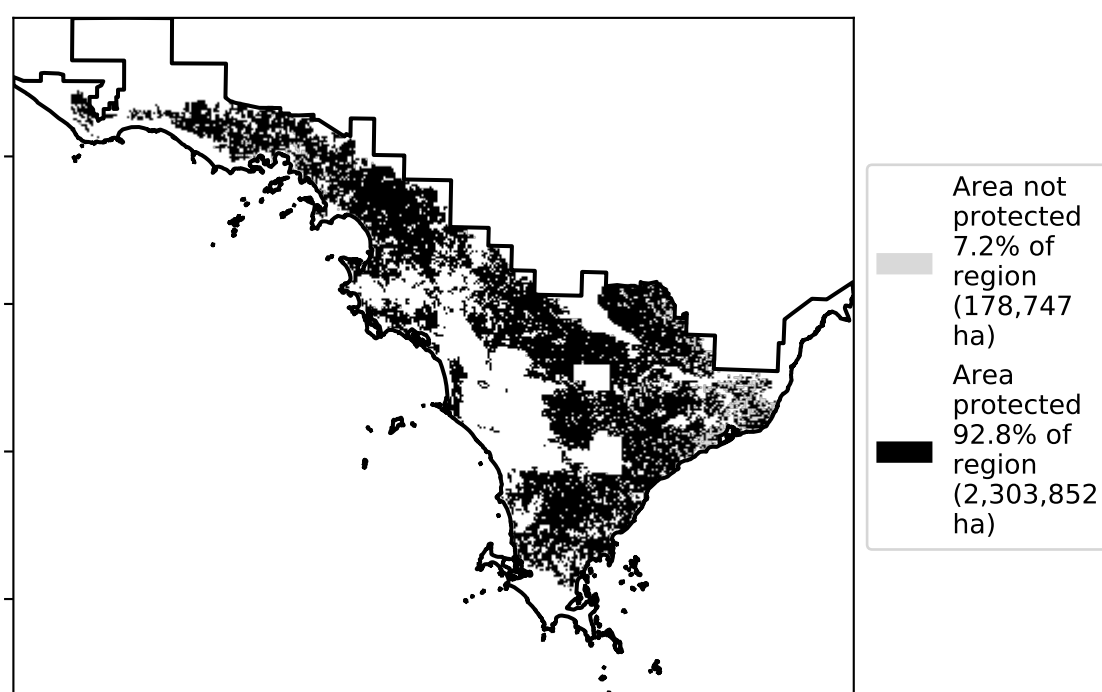 Area not
protected
7.2% of
region
(178,747
ha)
Area
protected
92.8% of
region
(2,303,852
ha)